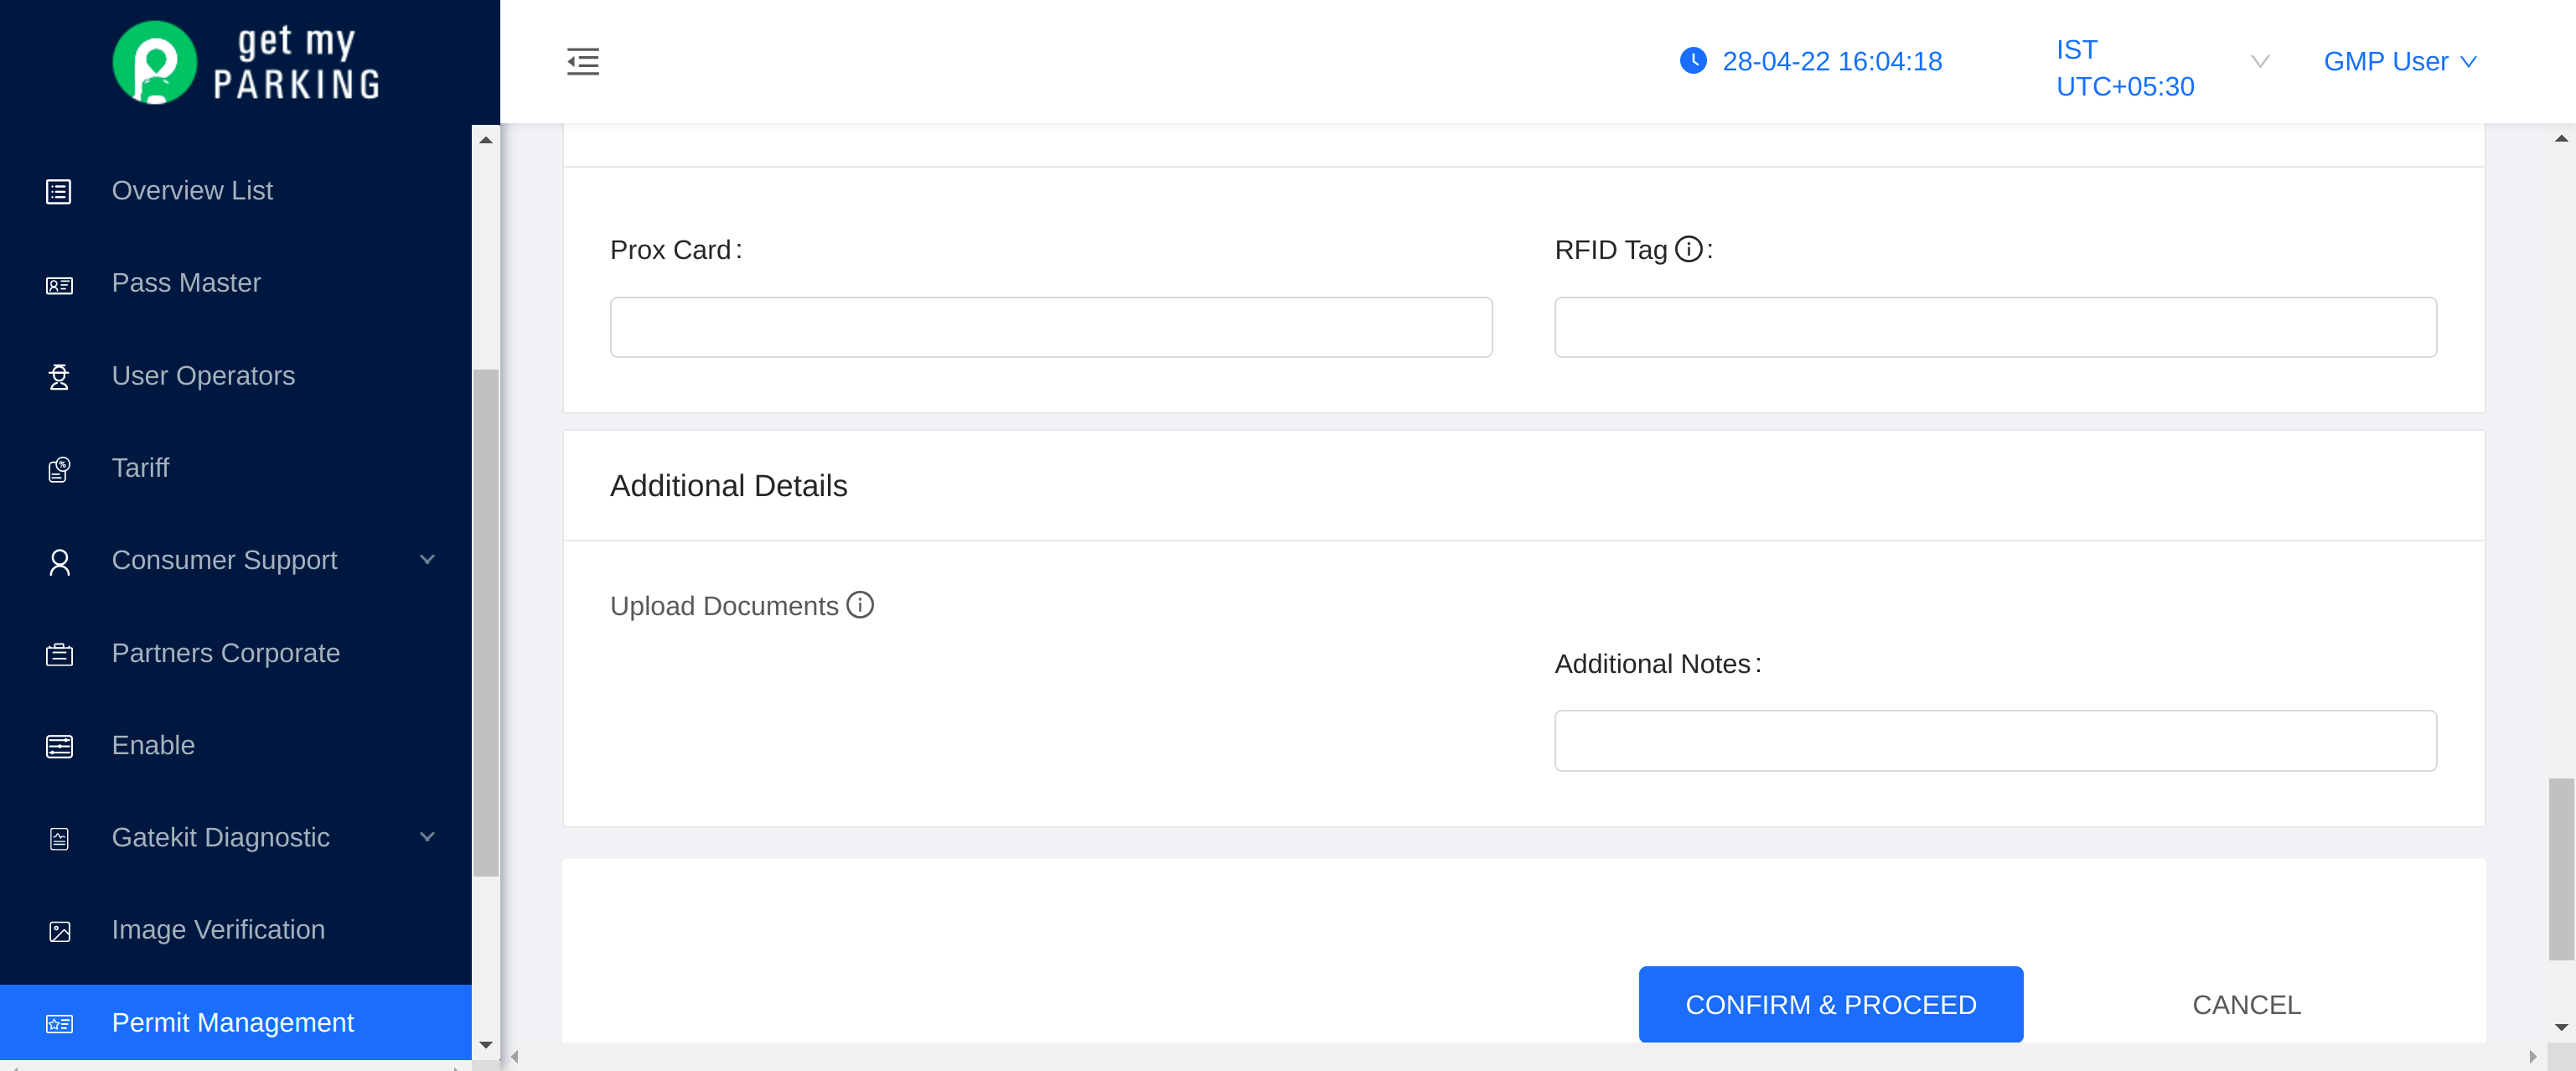 get my
PARKING
28-04-22 16:04:18
IST
UTC+05:30
GMP User
Overview List
Pass Master
User Operators
Tariff
Consumer Support
Partners Corporate
Enable
Gatekit Diagnostic
Image Verification
Permit Management
Prox Card :
RFID Tag :
Additional Details
Upload Documents
Additional Notes :
CONFIRM & PROCEED
CANCEL